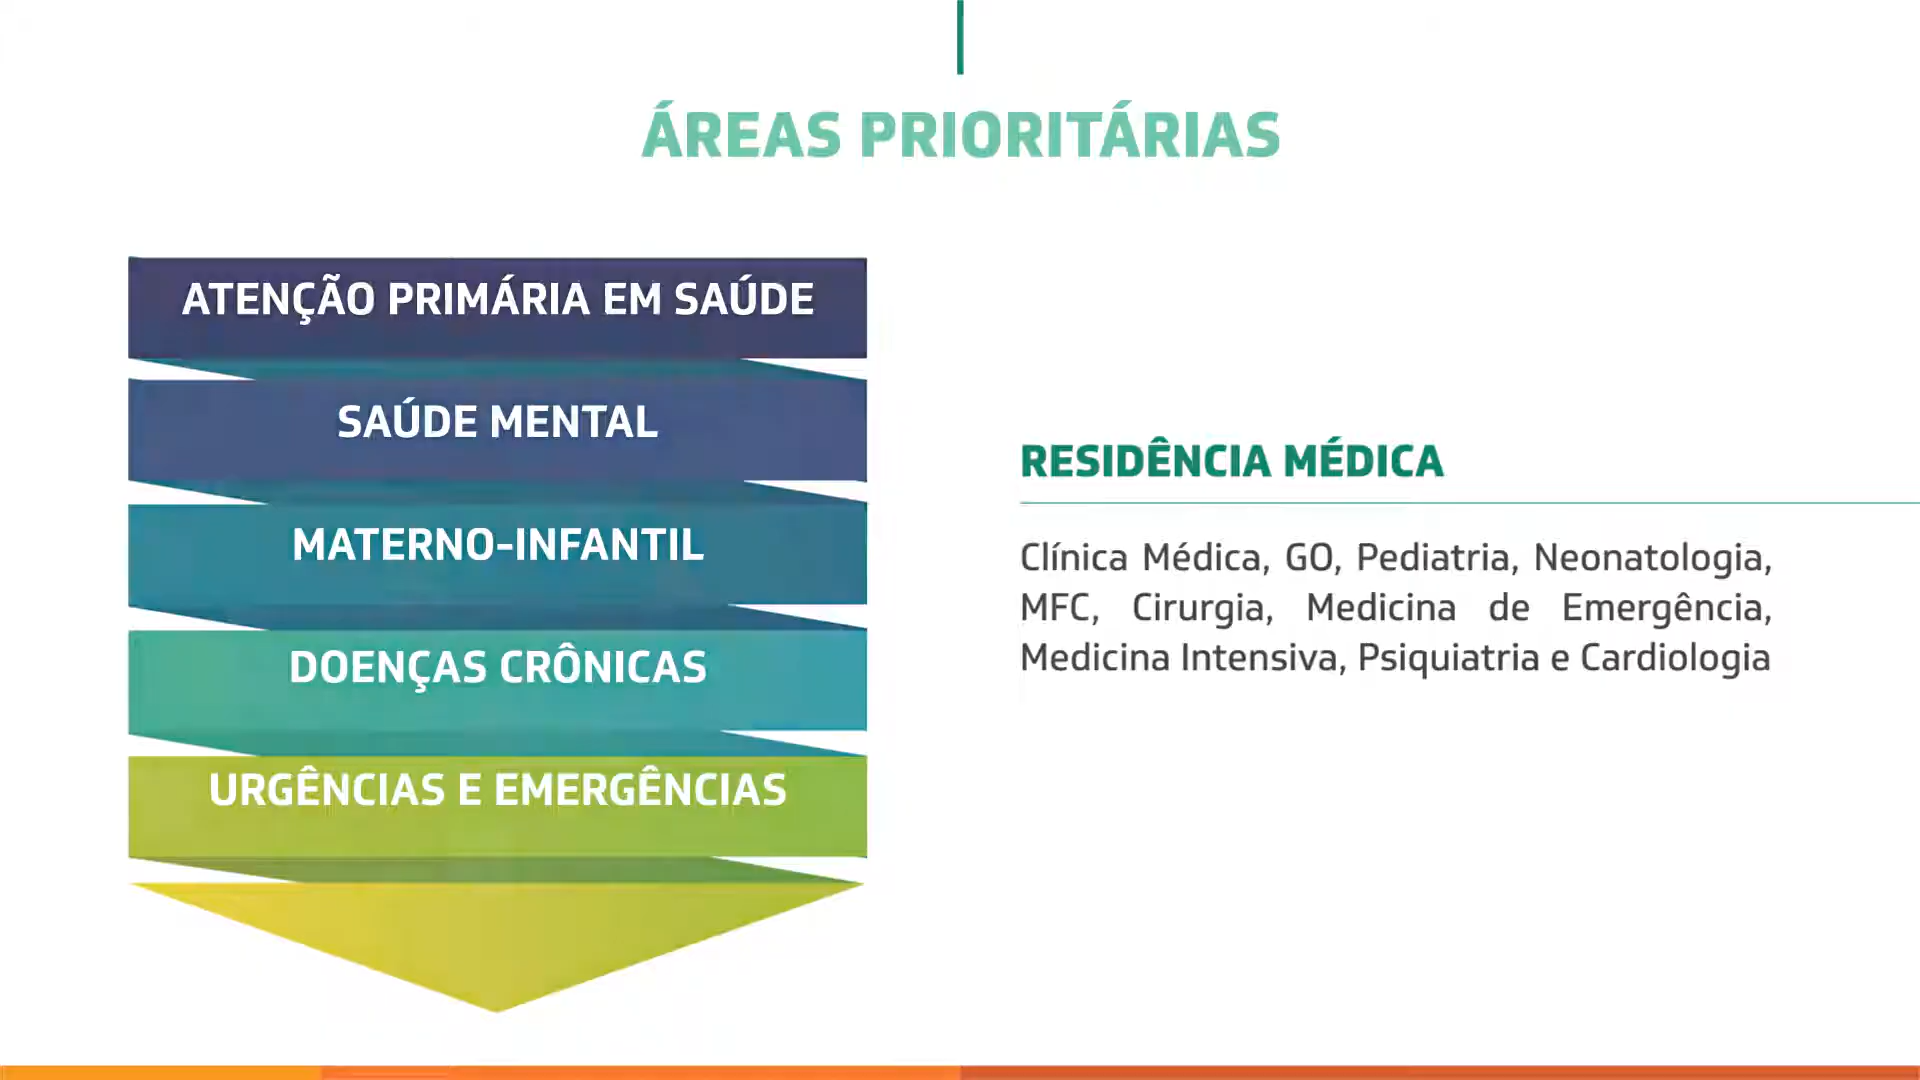 ÁREAS PRIORITÁRIAS
ATENÇÃO PRIMÁRIA EM SAÚDE
SAÚDE MENTAL
MATERNO-INFANTIL
DOENÇAS CRÔNICAS
URGÊNCIAS E EMERGÊNCIAS
RESIDÊNCIA MÉDICA
Clínica Médica, GO, Pediatria, Neonatologia,
MFC, Cirurgia, Medicina de Emergência,
Medicina Intensiva, Psiquiatria e Cardiologia